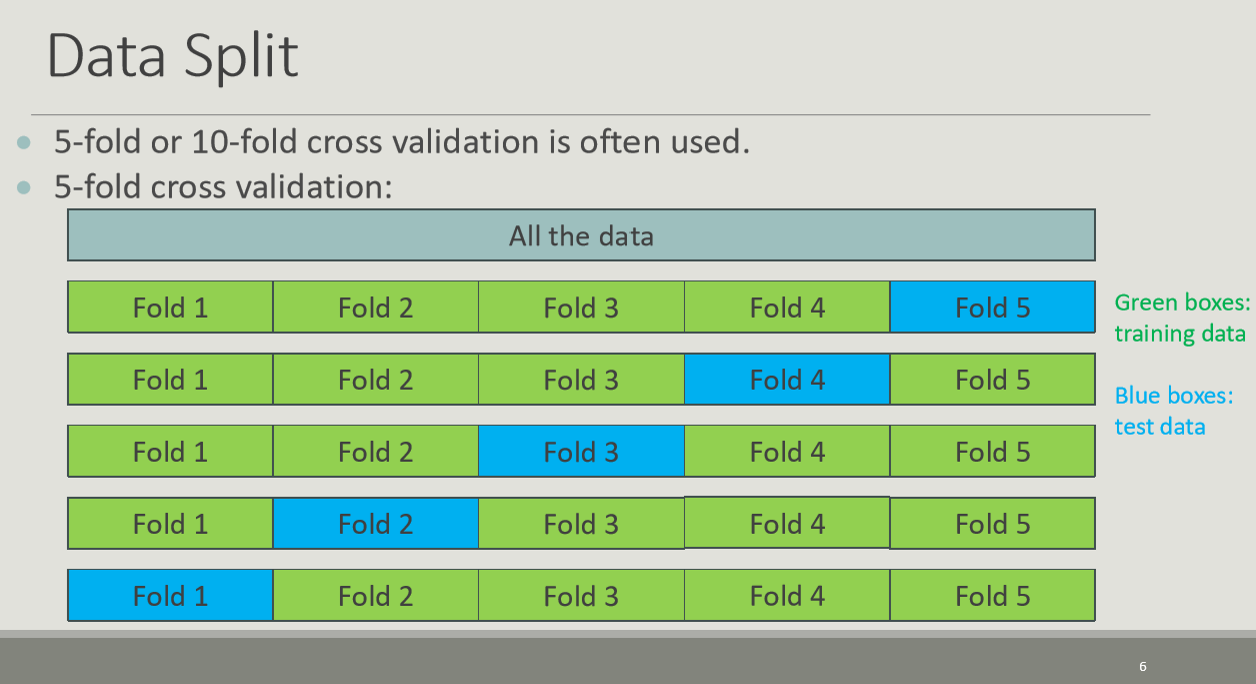 Data Split
5-fold or 10-fold cross validation is often used.
5-fold cross validation:
All the data
Fold 1 Fold 2 Fold 3 Fold 4 Fold 5
Green boxes:
training data
Fold 1 Fold 2 Fold 3 Fold 4 Fold 5
Blue boxes:
test data
Fold 1 Fold 2 Fold 3 Fold 4 Fold 5
Fold 1 Fold 2 Fold 3 Fold 4 Fold 5
Fold 1 Fold 2 Fold 3 Fold 4 Fold 5
6